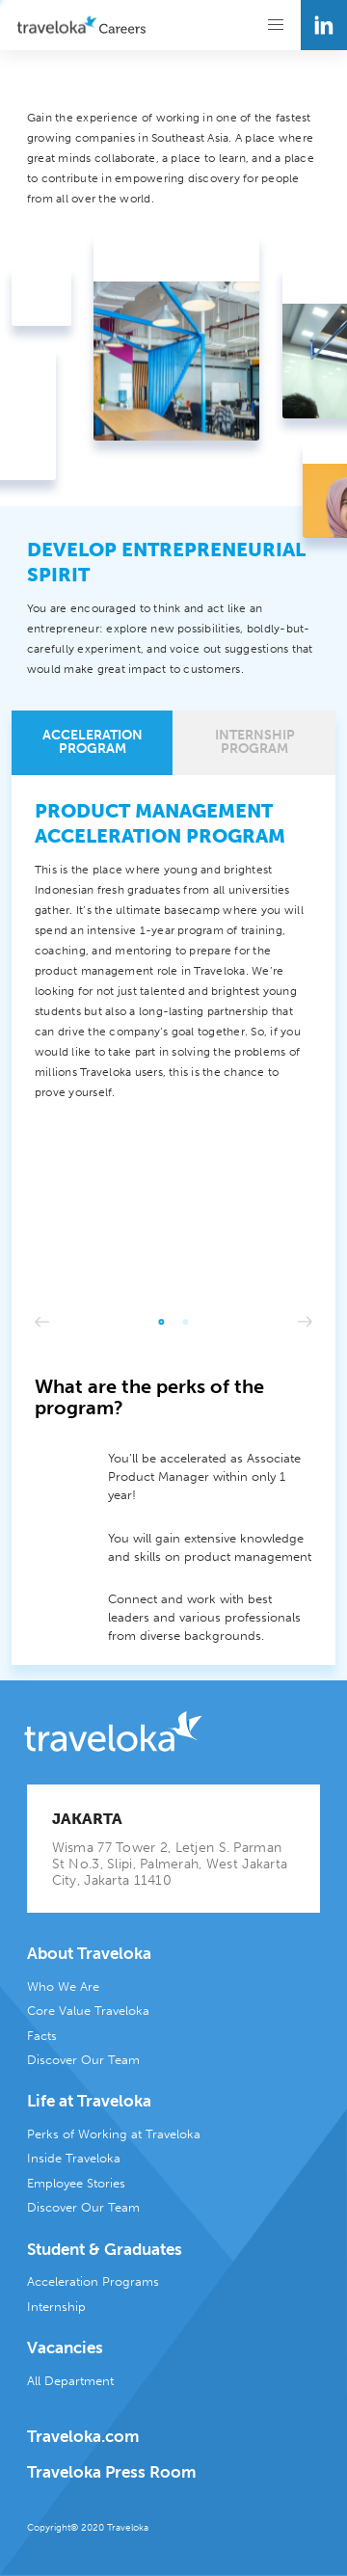 traveloka Careers
in
Gain the experience of working in one of the fastest
growing companies in Southeast Asia. A place where
great minds collaborate, a place to learn, and a place
contribute in empowering discovery for people
from all over the world.
DEVELOP ENTREPRENEURIAL
SPIRIT
You are encouraged to think and act like an
entrepreneur: explore new possibilities, boldly-but-
carefully experiment, and voice out suggestions that
would make great impact to customers.
ACCELERATION
PROGRAM
INTERNSHIP
PROGRAM
PRODUCT MANAGEMENT
ACCELERATION PROGRAM
This is the place where young and brightest
Indonesian fresh graduates from all universities
gather. It's the ultimate basecamp where you will
spend an intensive 1-year program of training,
coaching, and mentoring to prepare for the
product management role in Traveloka. We're
looking for not just talented and brightest young
students but also a long-lasting partnership that
can drive the company's goal together. So, if you
would like to take part in solving the problems of
millions Traveloka users, this is the chance to
prove yourself.
What are the perks of the
program?
You'll be accelerated as Associate
Product Manager within only 1
year!
You will gain extensive knowledge
and skills on product management
Connect and work with best
leaders and various professionals
from diverse backgrounds.
traveloka
JAKARTA
Wisma 77 Tower 2, Letjen S. Parman
St No.3, Slipi, Palmerah, West Jakarta
City, Jakarta 11410
About Traveloka
Who We Are
Core Value Traveloka
Facts
Discover Our Team
Life at Traveloka
Perks of Working at Traveloka
Inside Traveloka
Employee Stories
Discover Our Team
Student & Graduates
Acceleration Programs
Internship
Vacancies
All Department
Traveloka.com
Traveloka Press Room
Copyright® 2020 Traveloka